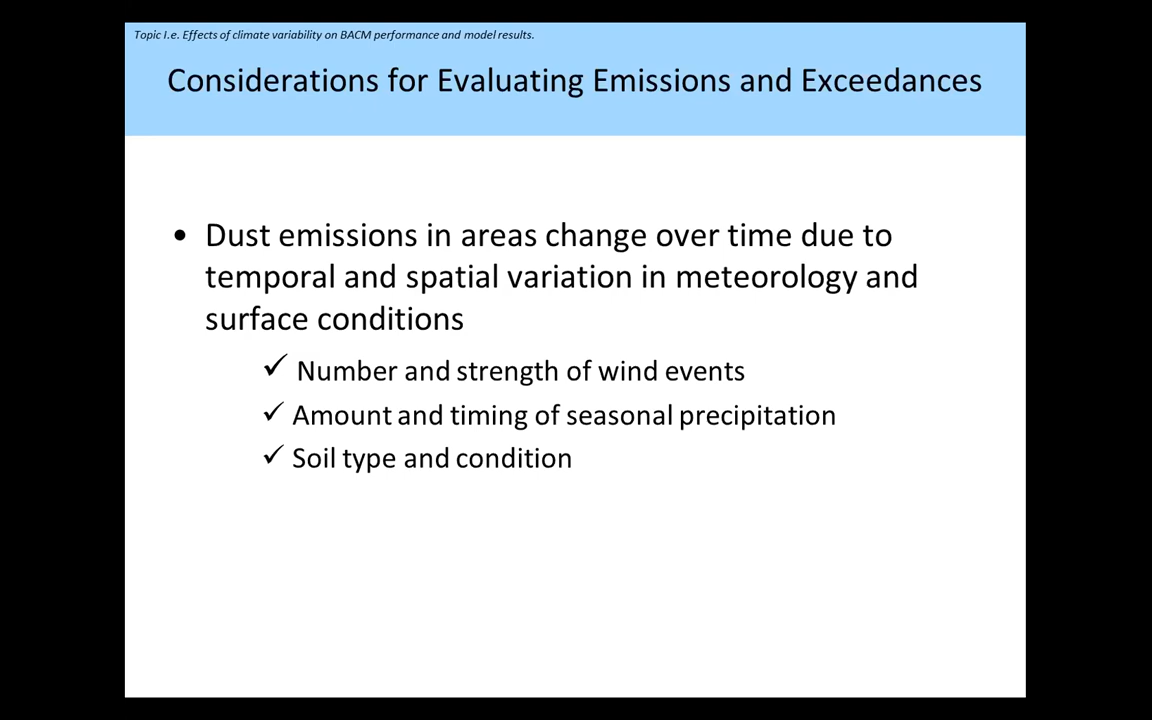 Topic I.e. Effects of climate variability on BACM performance and model results.
Considerations for Evaluating Emissions and Exceedances
• Dust emissions in areas change over time due to
temporal and spatial variation in meteorology and
surface conditions
✓ Number and strength of wind events
✓ Amount and timing of seasonal precipitation
✓ Soil type and condition